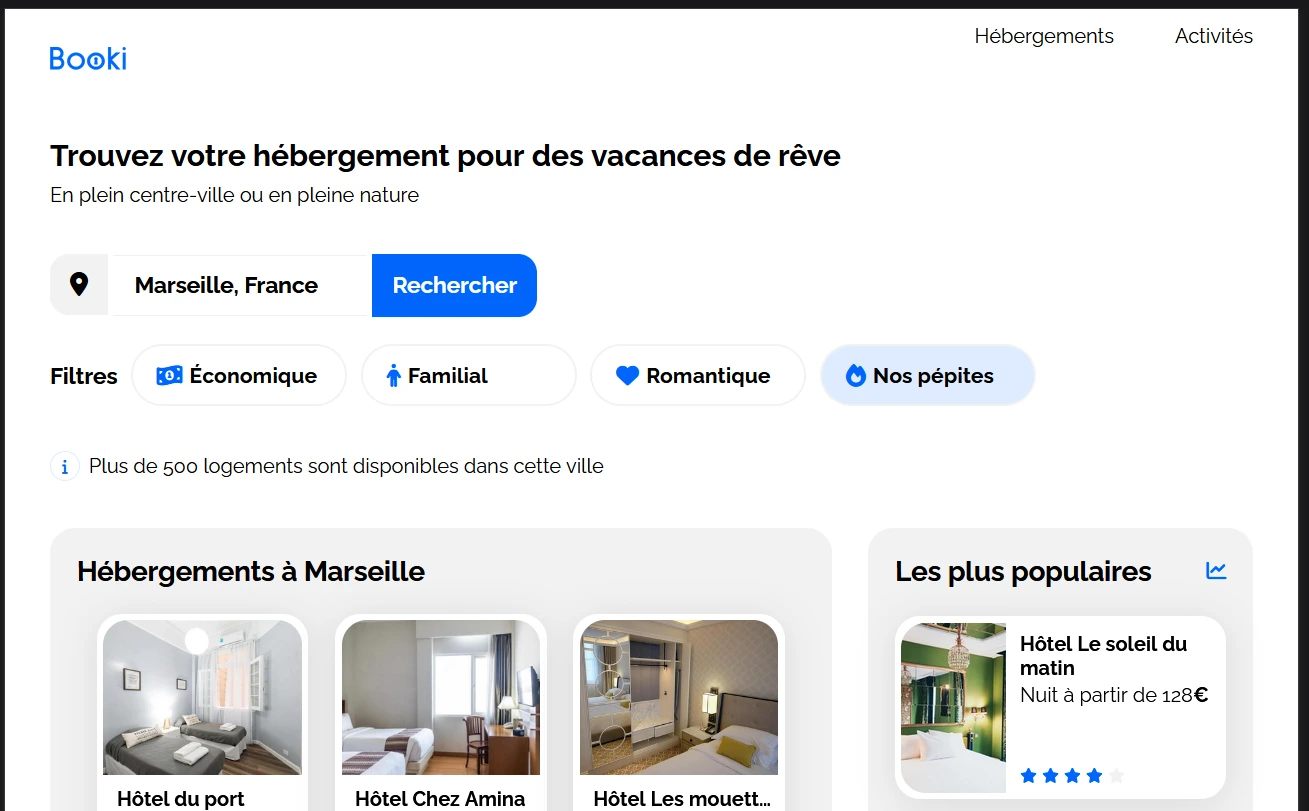 Booki
Hébergements
Activités
Trouvez votre hébergement pour des vacances de rêve
En plein centre-ville ou en pleine nature
Marseille, France
Rechercher
Filtres
Économique
Familial
Romantique
Nos pépites
Plus de 500 logements sont disponibles dans cette ville
Hébergements à Marseille
Hôtel du port
Hôtel Chez Amina
Hôtel Les mouett...
Les plus populaires
Hôtel Le soleil du
matin
Nuit à partir de 128€